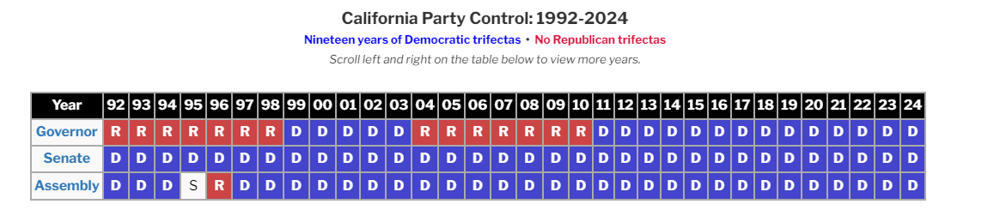 California Party Control: 1992-2024
Nineteen years of Democratic trifectas • No Republican trifectas
Scroll left and right on the table below to view more years.
Year 92 93 94 95 96 97 98 99 00 01 02 03 04 05 06 07 08 09 10 11 12 13 14 15 16 17 18 19 20 21 22 23 24
Governor R R R R R R R D D D D D R R R R R R R D D D D D D D D D D D D D D
Senate D D D D D D D D D D D D D D D D D D D D D D D D D D D D D D D D D
Assembly D D D S R D D D D D D D D D D D D D D D D D D D D D D D D D D D D